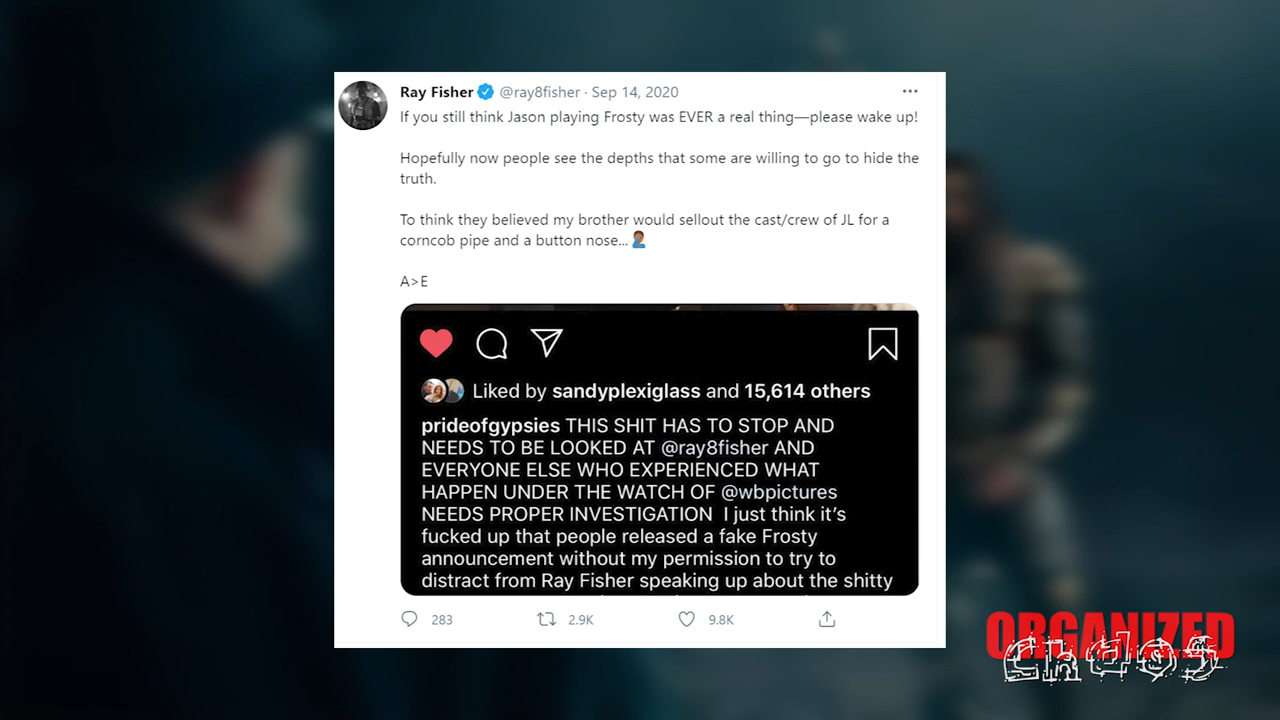 Ray Fisher @ray8fisher · Sep 14, 2020
If you still think Jason playing Frosty was EVER a real thing—please wake up!
Hopefully now people see the depths that some are willing to go to hide the
truth.
To think they believed my brother would sellout the cast/crew of JL for a
corncob pipe and a button nose...🤦🏾‍♂️
A>E
Liked by sandyplexiglass and 15,614 others
prideofgypsies THIS SHIT HAS TO STOP AND
NEEDS TO BE LOOKED AT @ray8fisher AND
EVERYONE ELSE WHO EXPERIENCED WHAT
HAPPEN UNDER THE WATCH OF @wbpictures
NEEDS PROPER INVESTIGATION I just think it's
fucked up that people released a fake Frosty
announcement without my permission to try to
distract from Ray Fisher speaking up about the shitty
283 2.9K 9.8K
ORGANIZED
chaos